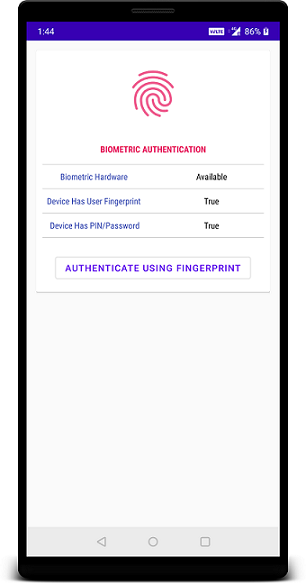 1:44 VoLTE 86%
BIOMETRIC AUTHENTICATION
Biometric Hardware Available
Device Has User Fingerprint True
Device Has PIN/Password True
AUTHENTICATE USING FINGERPRINT